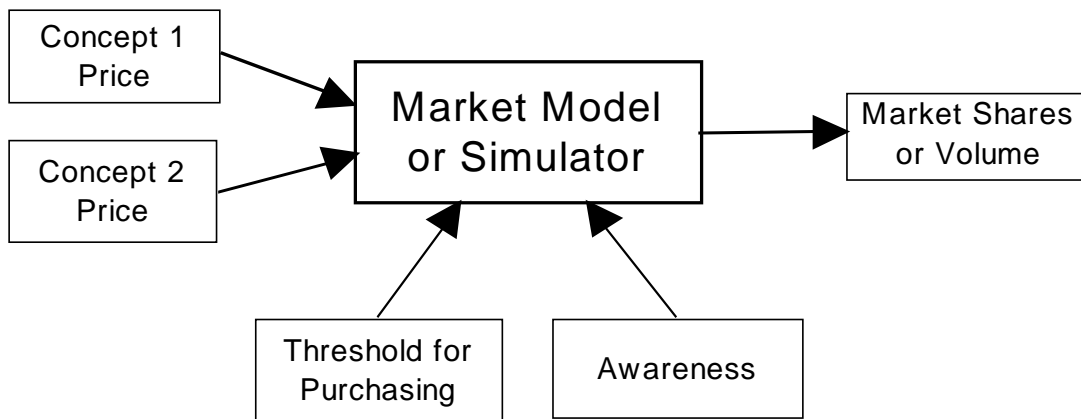 Concept 1
Price
Concept 2
Price
Market Model
or Simulator
Market Shares
or Volume
Threshold for
Purchasing
Awareness